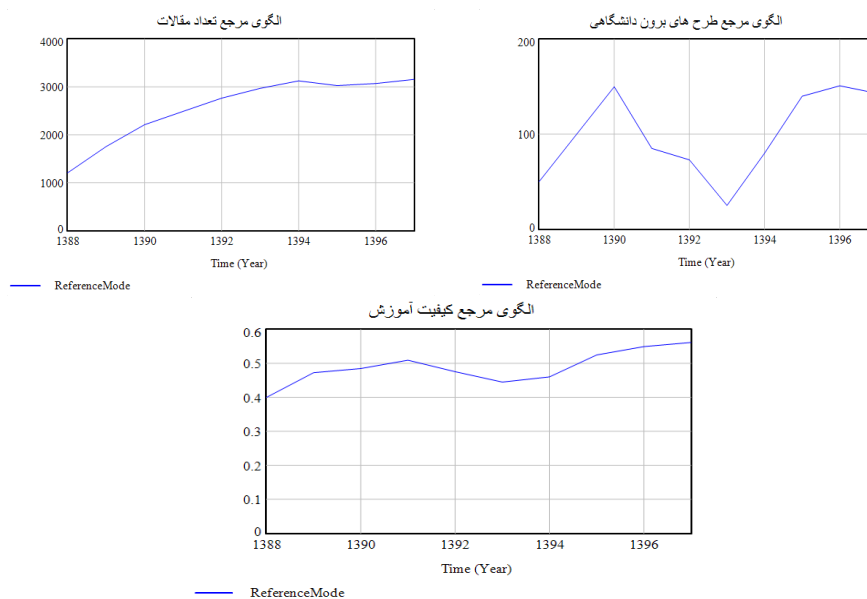 الگوی مرجع تعداد مقالات
4000
3000
2000
1000
0
1388 1390 1392 1394 1396
Time (Year)
ReferenceMode
الگوی مرجع طرح های برون دانشگاهی
200
100
0
1388 1390 1392 1394 1396
Time (Year)
ReferenceMode
الگوی مرجع کیفیت آموزش
0.6
0.5
0.4
0.3
0.2
0.1
0
1388 1390 1392 1394 1396
Time (Year)
ReferenceMode